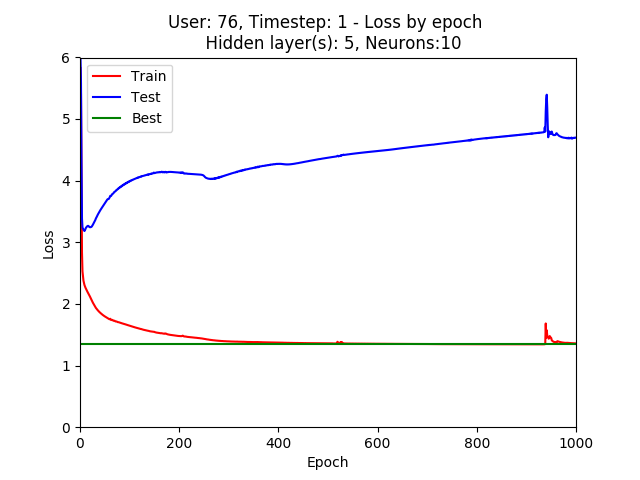 User: 76, Timestep: 1 - Loss by epoch
Hidden layer(s): 5, Neurons:10
6
5
4
3
2
1
0
Loss
Train
Test
Best
0 200 400 600 800 1000
Epoch